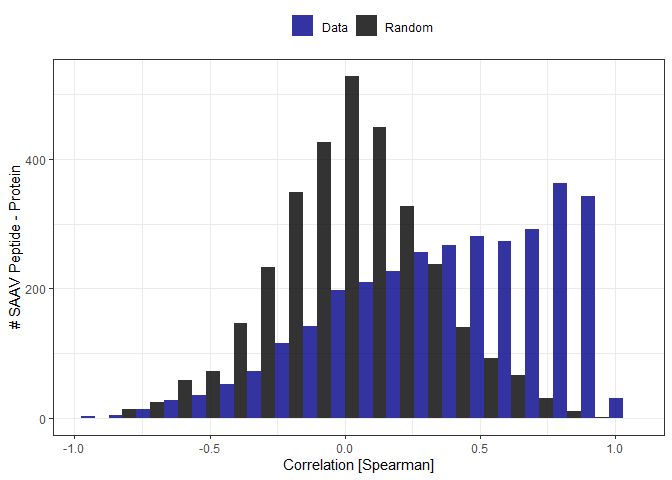 Data Random
# SAAV Peptide - Protein
400
200
0
-1.0 -0.5 0.0 0.5 1.0
Correlation [Spearman]